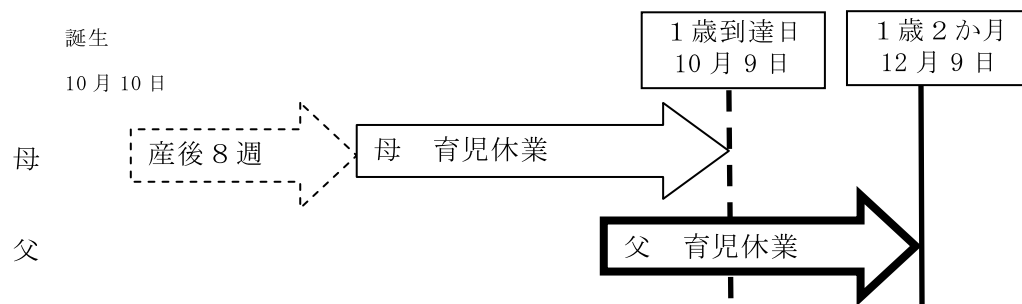 誕生
10月10日
1歳到達日
10月9日
1歳2か月
12月9日
母
産後8週
母　育児休業
父
父　育児休業